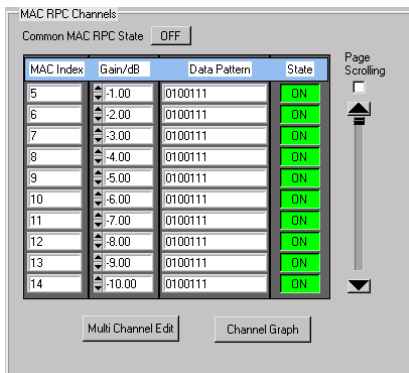 MAC RPC Channels
Common MAC RPC State OFF
Page
Scrolling
MAC Index Gain/dB Data Pattern State
5 -1.00 0100111 ON
6 -2.00 0100111 ON
7 -3.00 0100111 ON
8 -4.00 0100111 ON
9 -5.00 0100111 ON
10 -6.00 0100111 ON
11 -7.00 0100111 ON
12 -8.00 0100111 ON
13 -9.00 0100111 ON
14 -10.00 0100111 ON
Multi Channel Edit Channel Graph